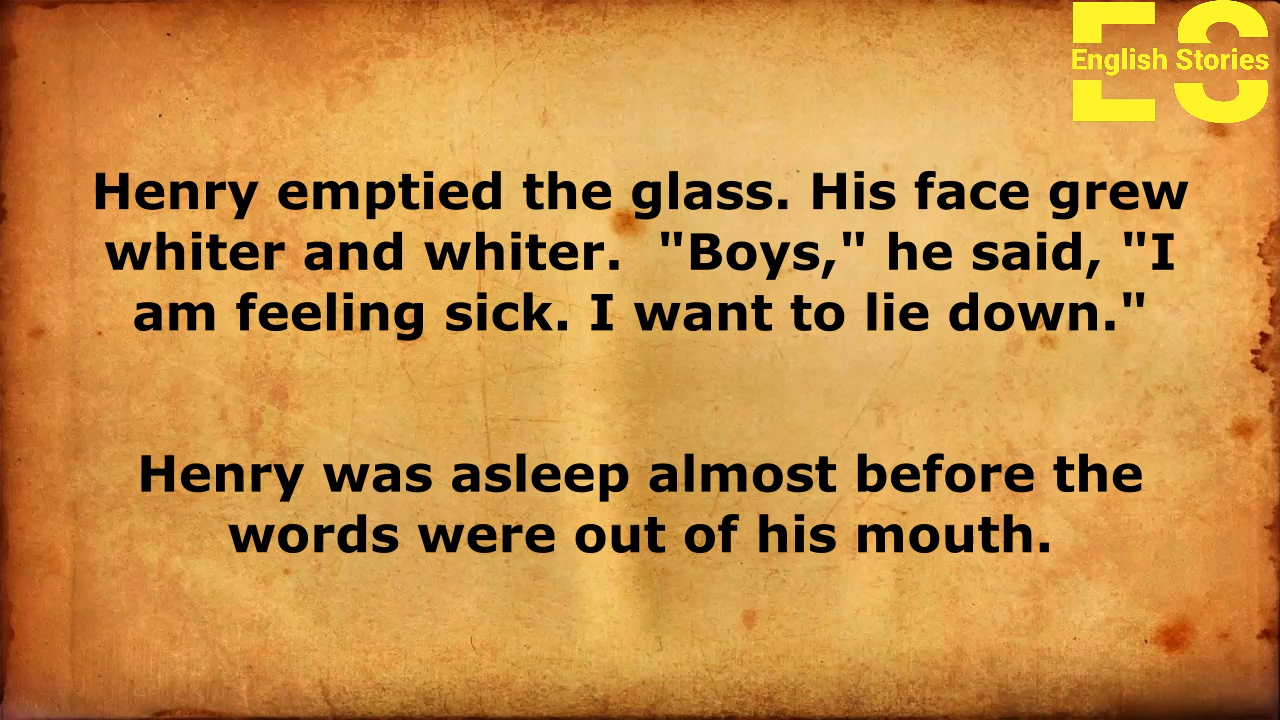 ES
English Stories
Henry emptied the glass. His face grew
whiter and whiter.  "Boys," he said, "I
am feeling sick. I want to lie down."
Henry was asleep almost before the
words were out of his mouth.